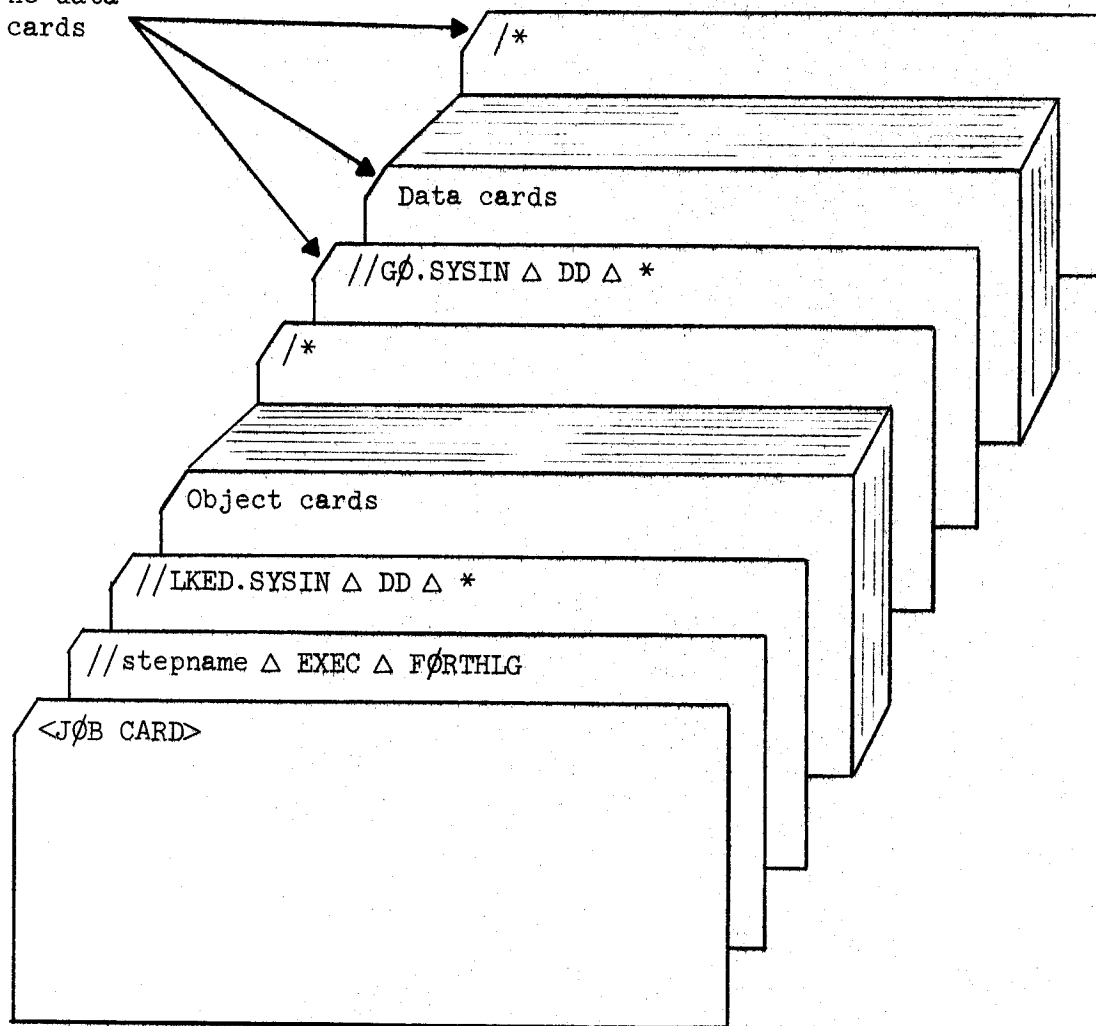 no data
cards
/*
Data cards
//GØ.SYSIN △ DD △ *
/*
Object cards
//LKED.SYSIN △ DD △ *
//stepname △ EXEC △ FØRTHLG
<JØB CARD>